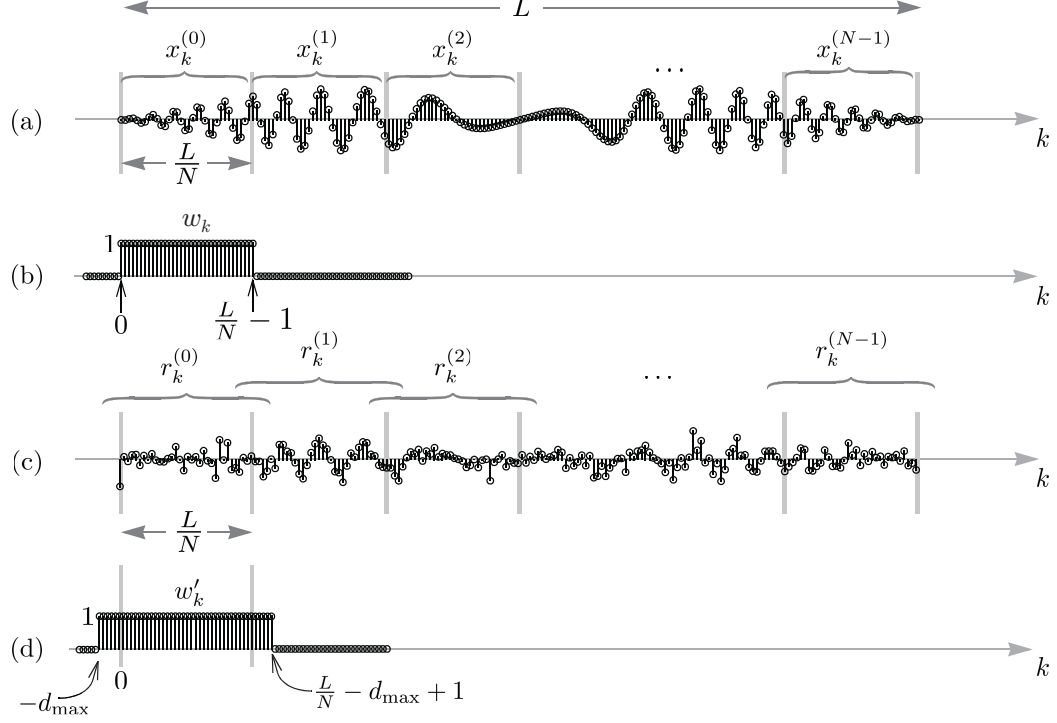 L
x_k^{(0)} x_k^{(1)} x_k^{(2)} ... x_k^{(N−1)}
(a)
k
L/N
w_k
1
(b)
k
0 L/N − 1
r_k^{(0)} r_k^{(1)} r_k^{(2)} ... r_k^{(N−1)}
(c)
k
L/N
w'_k
1
(d)
k
0
−d_max L/N − d_max + 1